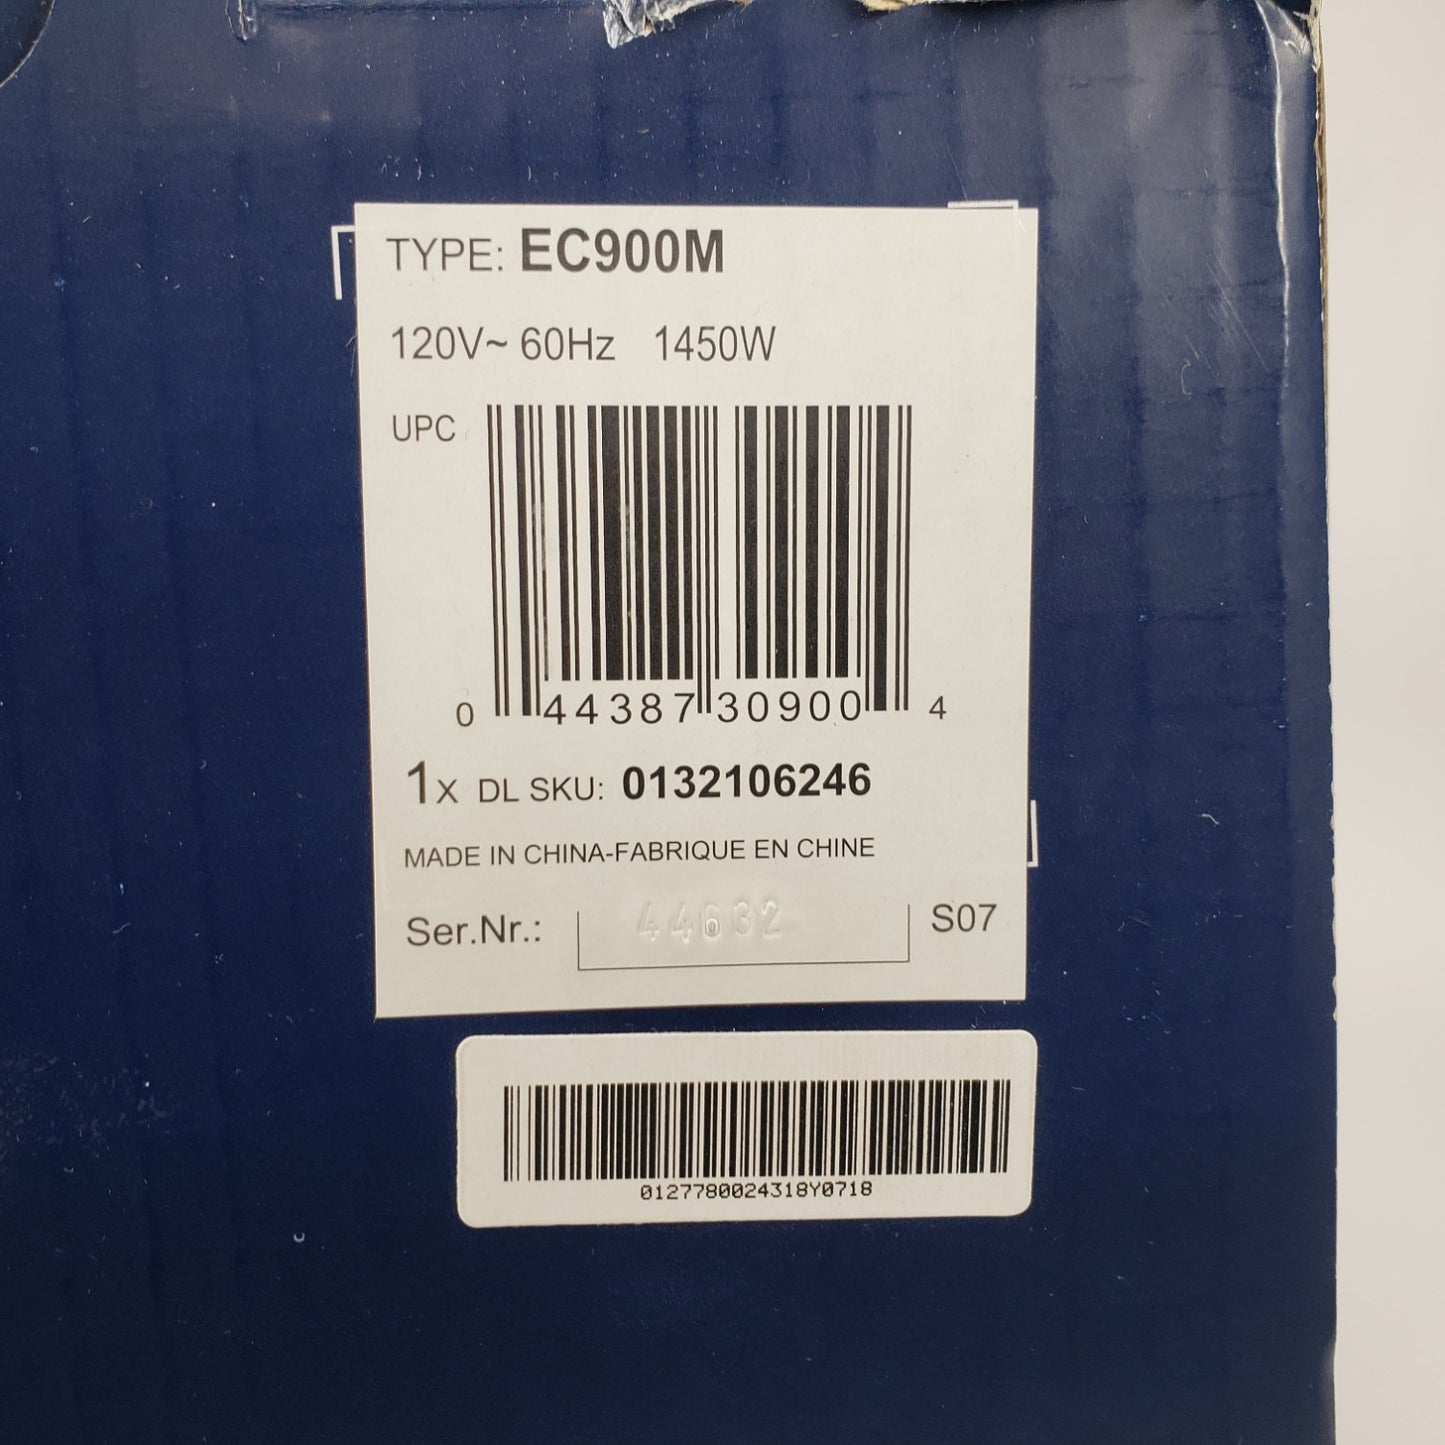 TYPE: EC900M
120V~ 60Hz 1450W
UPC
0 44387 30900 4
1x DL SKU: 0132106246
MADE IN CHINA-FABRIQUE EN CHINE
Ser.Nr.: 44632 S07
0127780024318Y0718